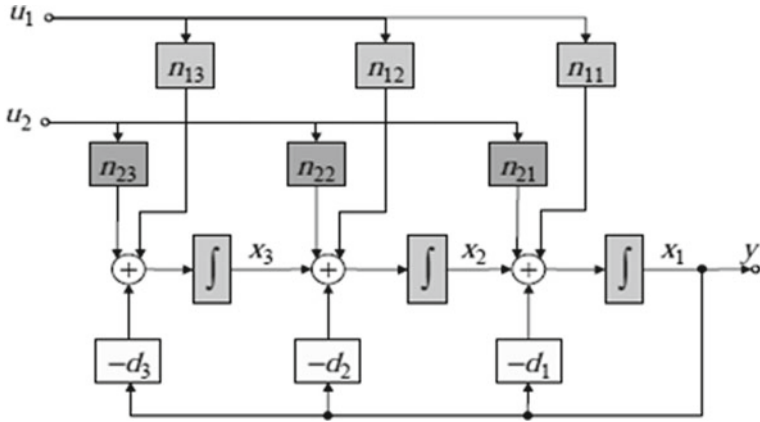 u₁
n₁₃ n₁₂ n₁₁
u₂
n₂₃ n₂₂ n₂₁
+ ∫ x₃ + ∫ x₂ + ∫ x₁ y
−d₃ −d₂ −d₁